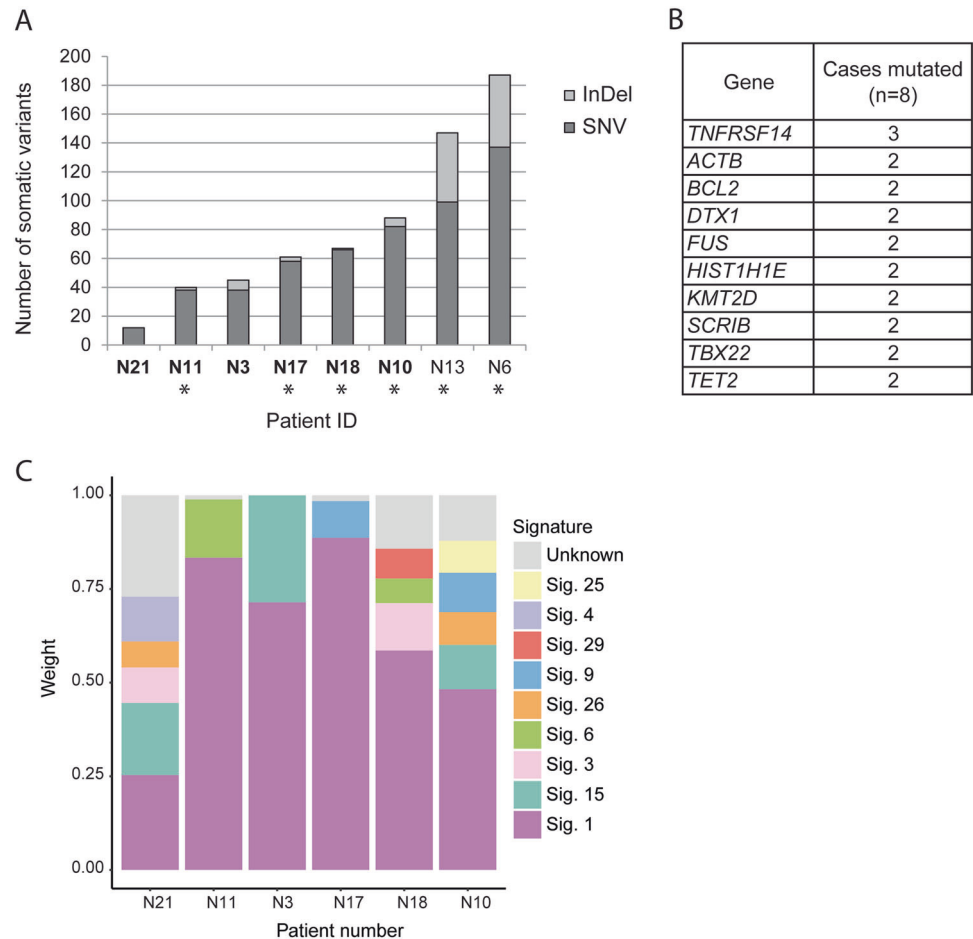 A
Number of somatic variants
200
180
160
140
120
100
80
60
40
20
0
N21 N11 N3 N17 N18 N10 N13 N6
* * * * * *
Patient ID
InDel
SNV
B
Gene Cases mutated
(n=8)
TNFRSF14 3
ACTB 2
BCL2 2
DTX1 2
FUS 2
HIST1H1E 2
KMT2D 2
SCRIB 2
TBX22 2
TET2 2
C
Weight
1.00
0.75
0.50
0.25
0.00
N21 N11 N3 N17 N18 N10
Patient number
Signature
Unknown
Sig. 25
Sig. 4
Sig. 29
Sig. 9
Sig. 26
Sig. 6
Sig. 3
Sig. 15
Sig. 1